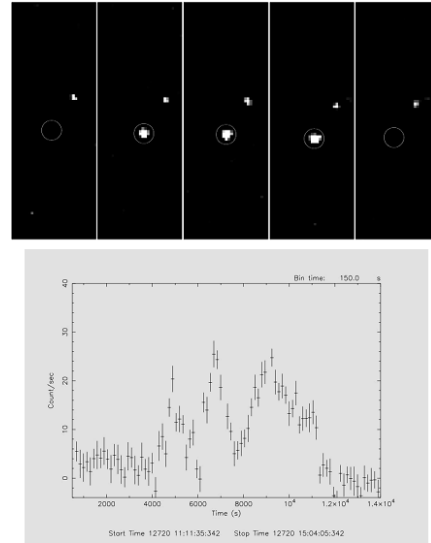 Bin time: 150.0 s
40
30
20
10
0
Count/sec
2000 4000 6000 8000 10⁴ 1.2×10⁴ 1.4×10⁴
Time (s)
Start Time 12720 11:11:35:342 Stop Time 12720 15:04:05:342